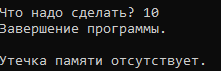 Что надо сделать? 10
Завершение программы.
Утечка памяти отсутствует.